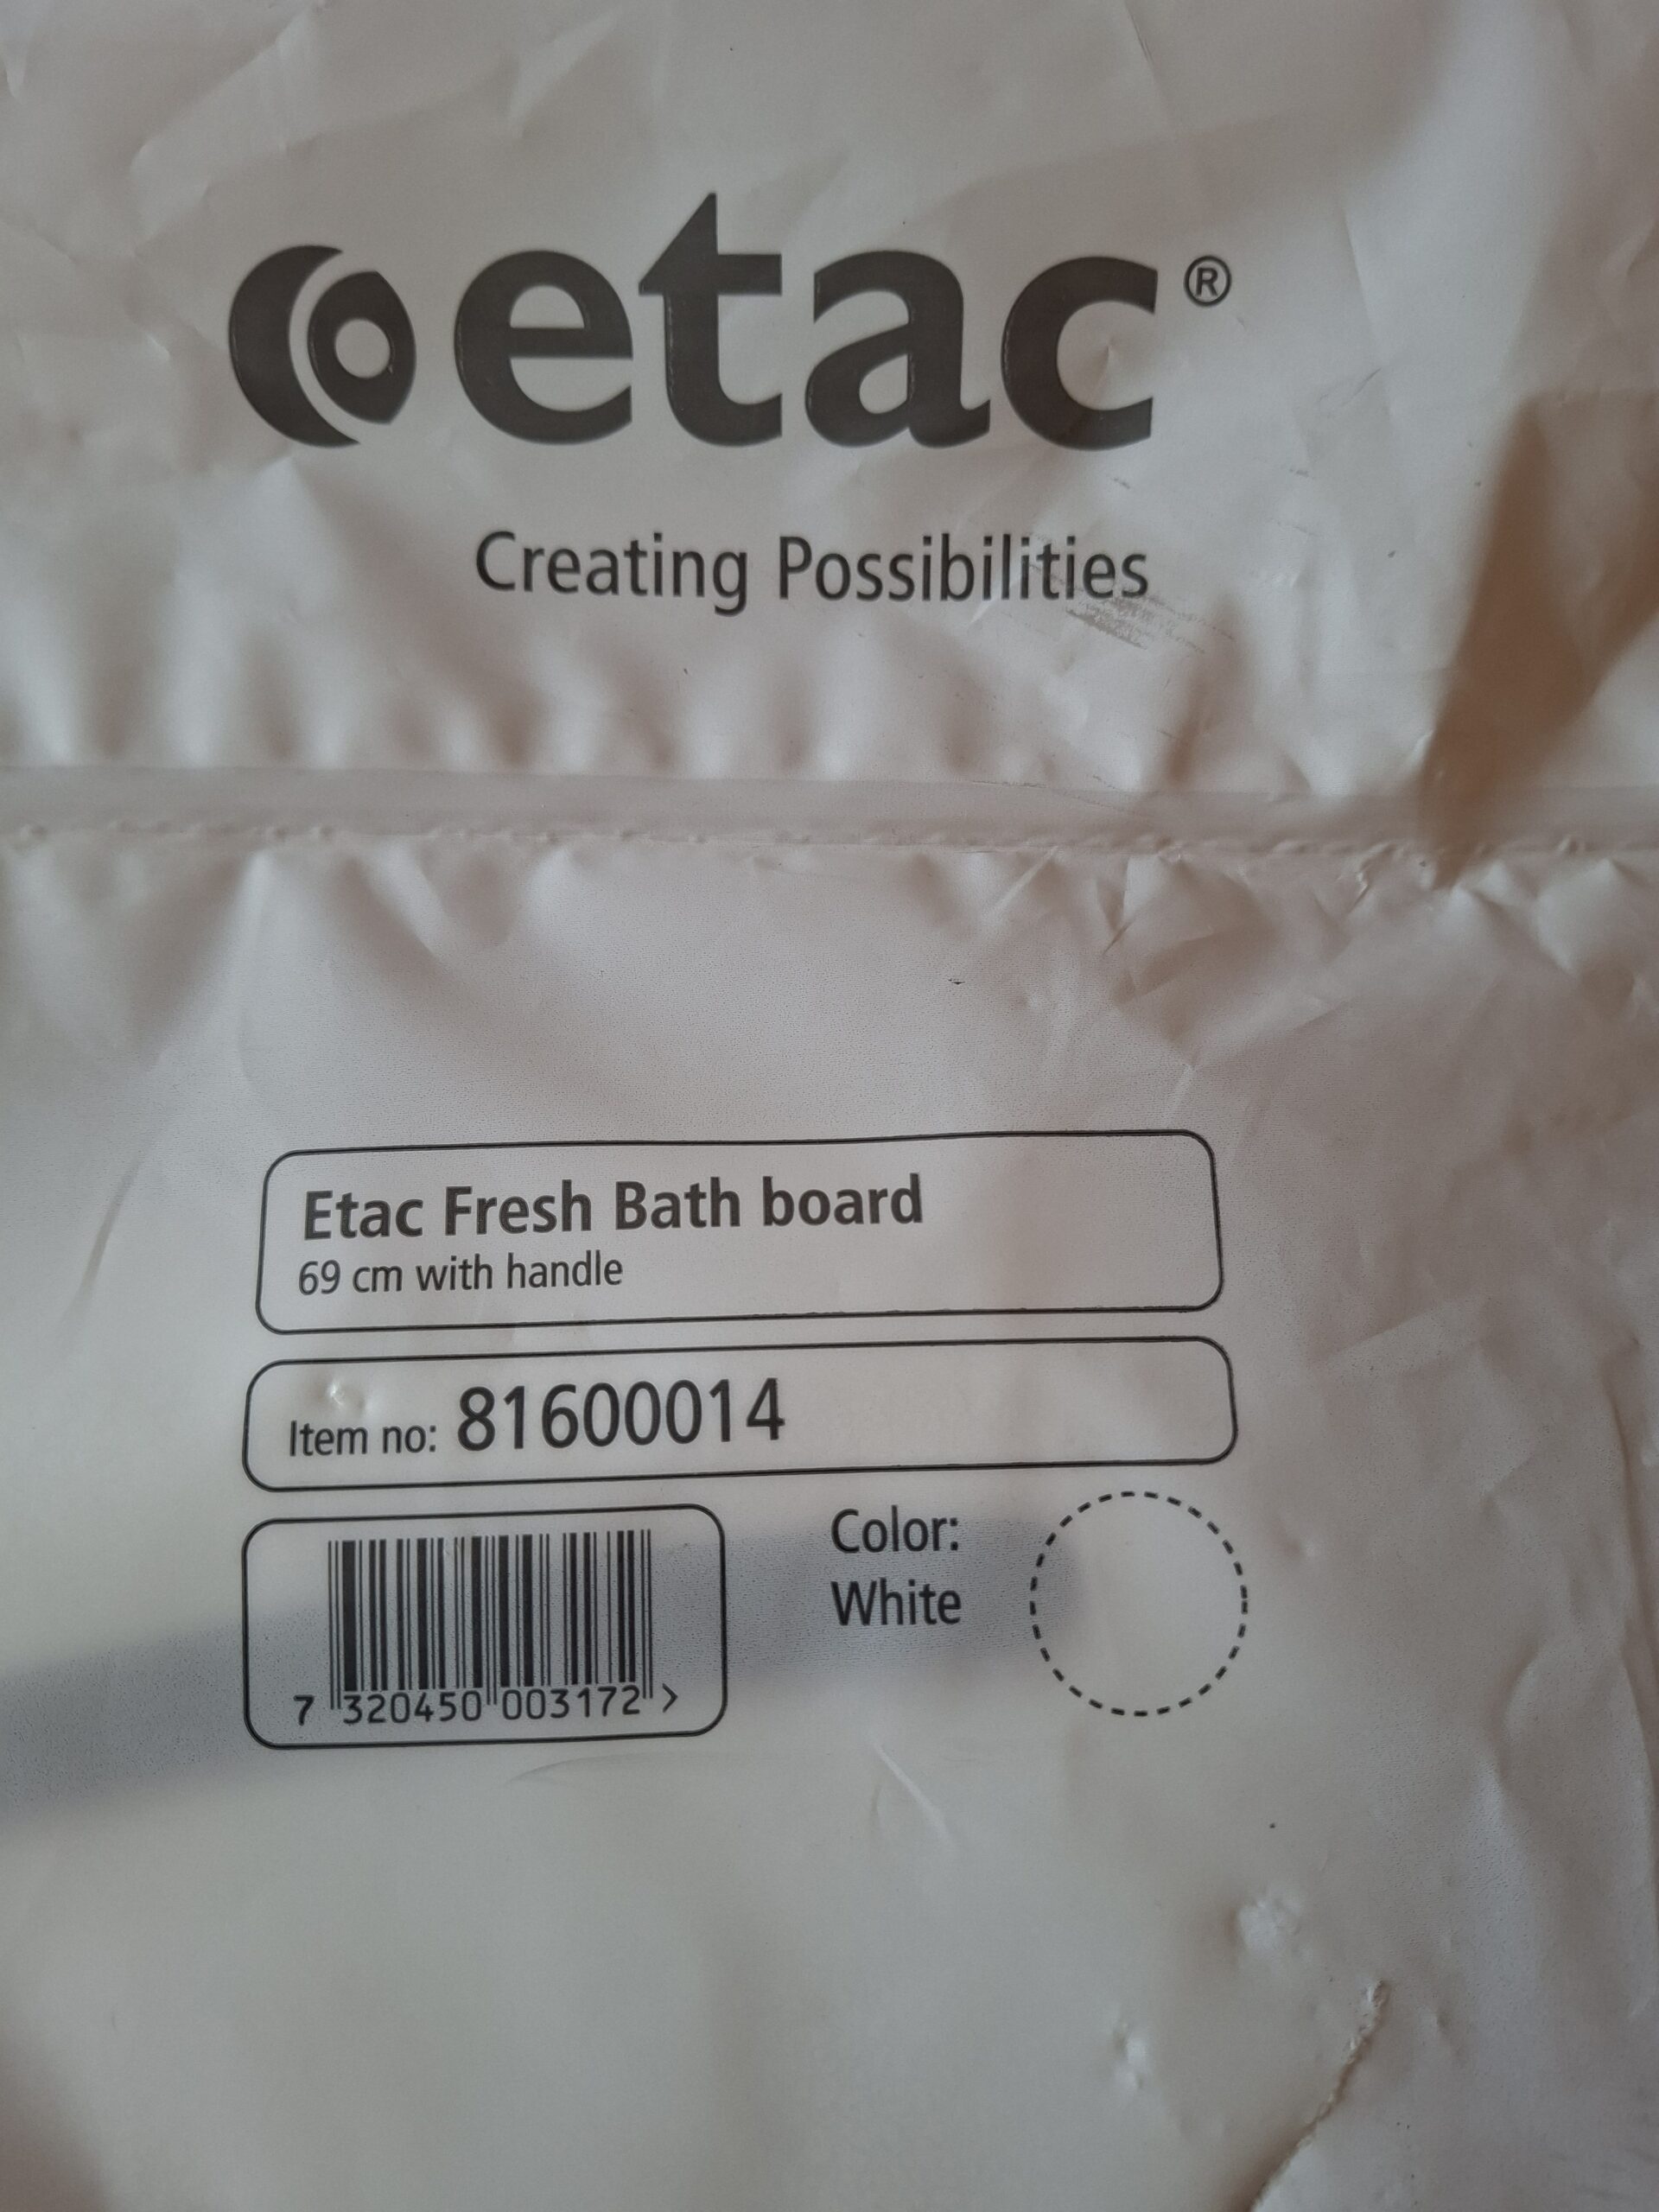 etac®
Creating Possibilities
Etac Fresh Bath board
69 cm with handle
Item no: 81600014
Color:
White
7 320450 003172 >